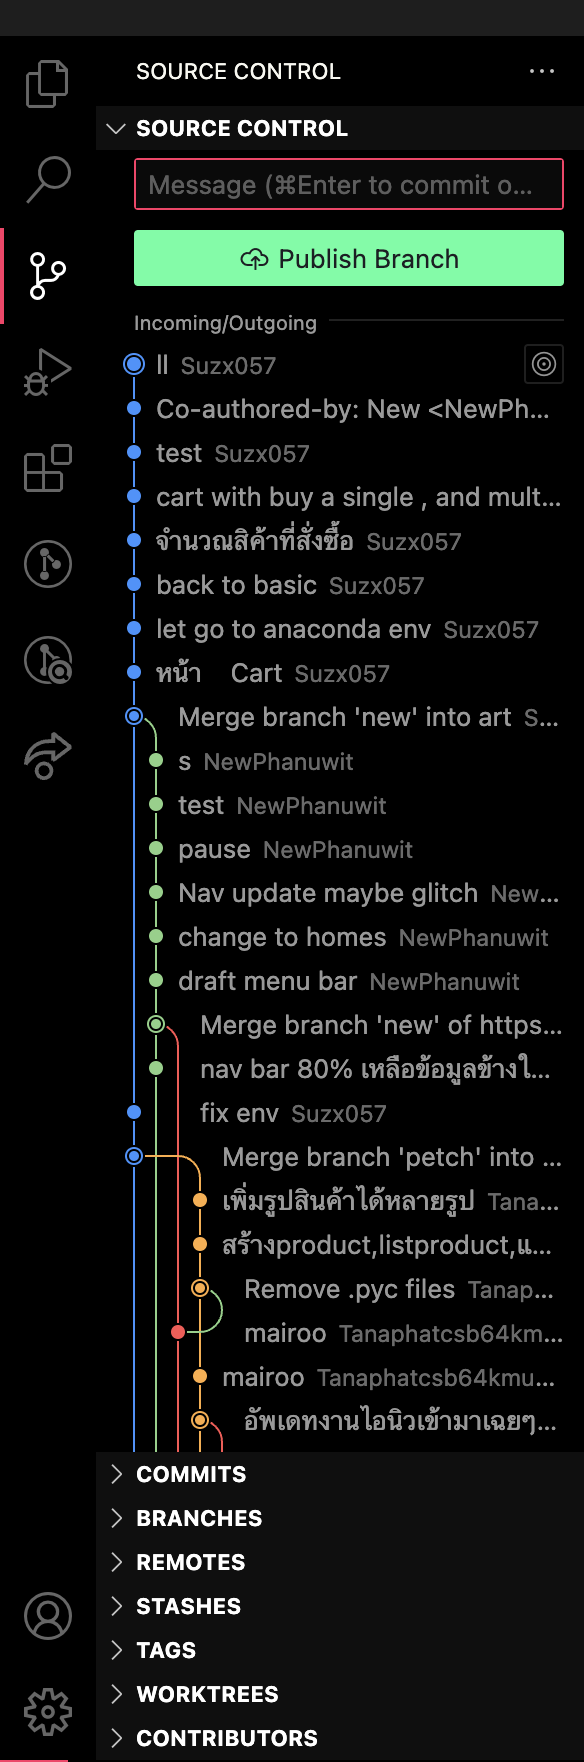 SOURCE CONTROL
SOURCE CONTROL
Message (⌘Enter to commit o...
Publish Branch
Incoming/Outgoing
ll Suzx057
Co-authored-by: New <NewPh...
test Suzx057
cart with buy a single , and mult...
จำนวณสิค้าที่สั่งซื้อ Suzx057
back to basic Suzx057
let go to anaconda env Suzx057
หน้า Cart Suzx057
Merge branch 'new' into art S...
s NewPhanuwit
test NewPhanuwit
pause NewPhanuwit
Nav update maybe glitch New...
change to homes NewPhanuwit
draft menu bar NewPhanuwit
Merge branch 'new' of https...
nav bar 80% เหลือข้อมูลข้างใ...
fix env Suzx057
Merge branch 'petch' into ...
เพิ่มรูปสินค้าได้หลายรูป Tana...
สร้างproduct,listproduct,แ...
Remove .pyc files Tanap...
mairoo Tanaphatcsb64km...
mairoo Tanaphatcsb64kmu...
อัพเดทงานไอนิวเข้ามาเฉยๆ...
COMMITS
BRANCHES
REMOTES
STASHES
TAGS
WORKTREES
CONTRIBUTORS